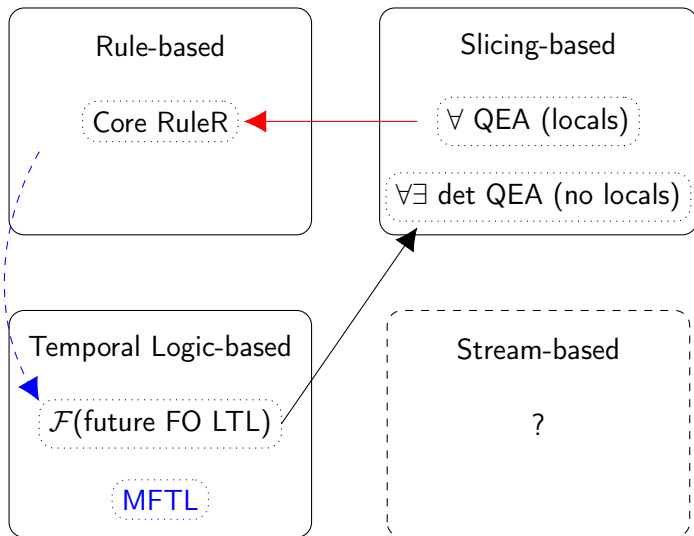 Rule-based
Core RuleR
Slicing-based
∀ QEA (locals)
∀∃ det QEA (no locals)
Temporal Logic-based
ℱ(future FO LTL)
MFTL
Stream-based
?